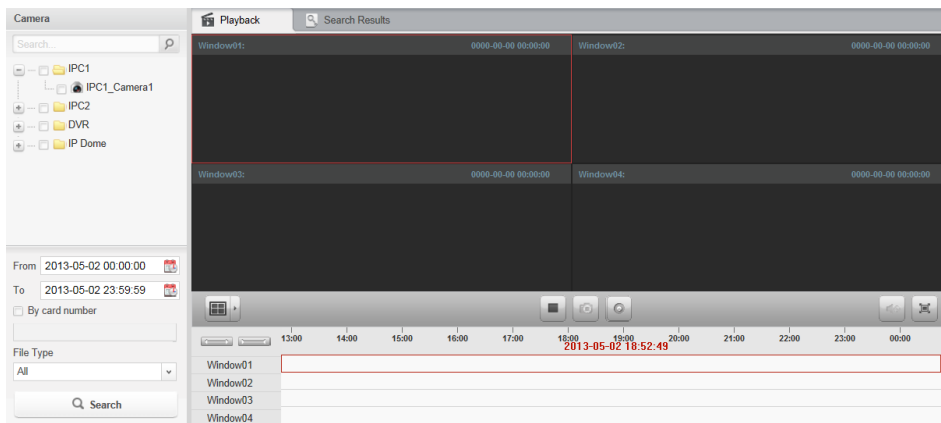 Camera
Search...
IPC1
IPC1_Camera1
IPC2
DVR
IP Dome
From 2013-05-02 00:00:00
To 2013-05-02 23:59:59
By card number
File Type
All
Search
Playback Search Results
Window01: 0000-00-00 00:00:00 Window02: 0000-00-00 00:00:00
Window03: 0000-00-00 00:00:00 Window04: 0000-00-00 00:00:00
13:00 14:00 15:00 16:00 17:00 18:00 19:00 20:00 21:00 22:00 23:00 00:00
2013-05-02 18:52:49
Window01
Window02
Window03
Window04